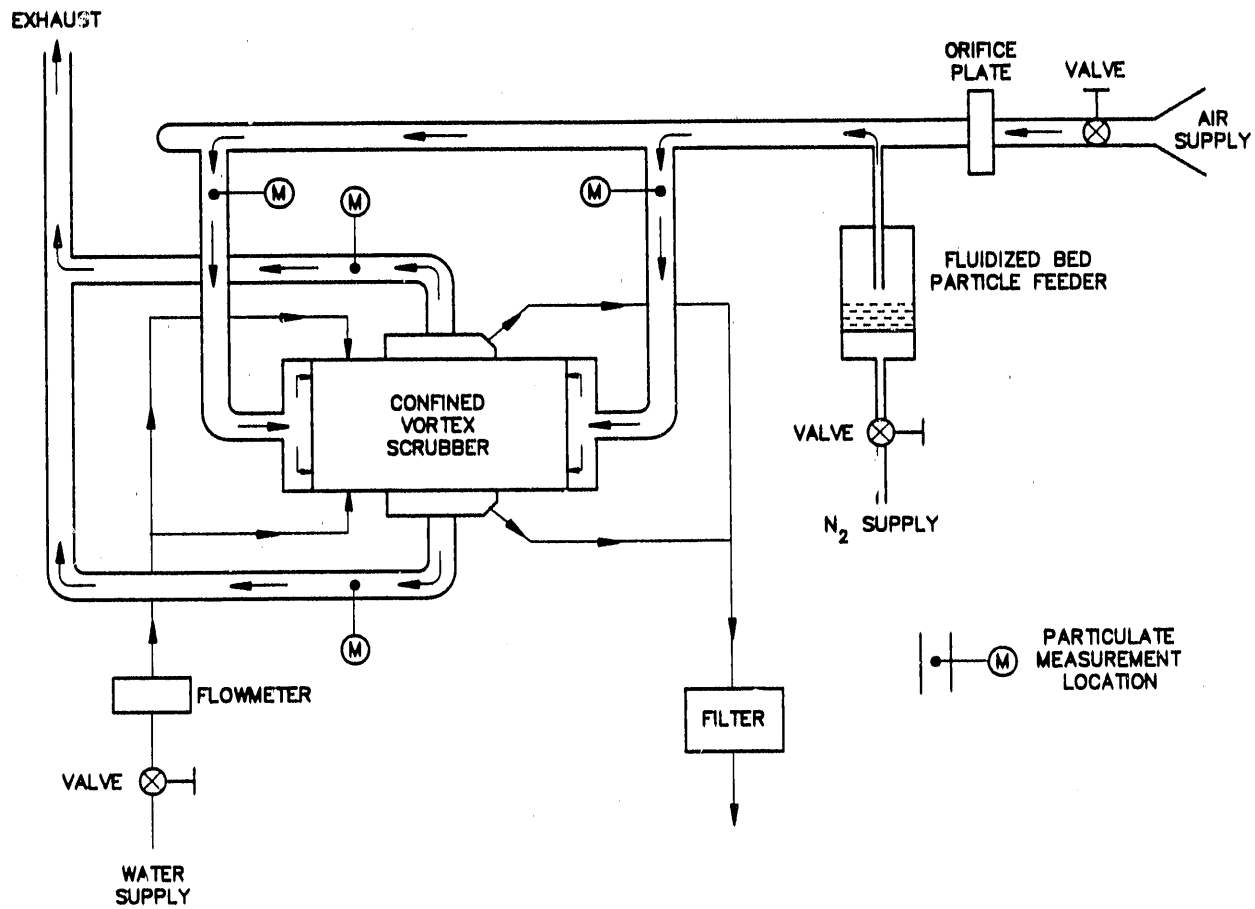 EXHAUST
ORIFICE
PLATE
VALVE
AIR
SUPPLY
M
M
M
FLUIDIZED BED
PARTICLE FEEDER
CONFINED
VORTEX
SCRUBBER
VALVE
N2 SUPPLY
M
M
PARTICULATE
MEASUREMENT
LOCATION
FLOWMETER
FILTER
VALVE
WATER
SUPPLY